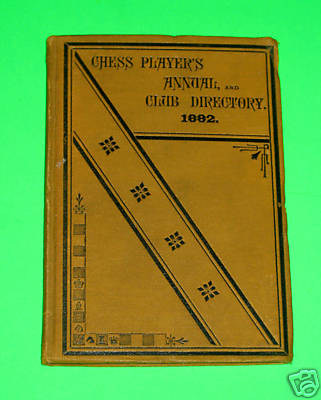 CHESS PLAYER'S
ANNUAL, AND
CLUB DIRECTORY.
1882.